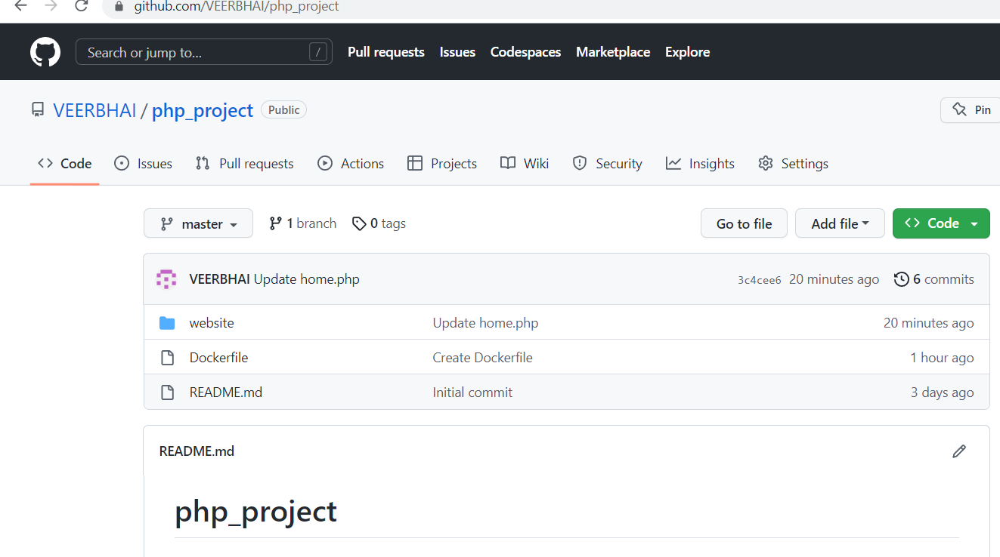 github.com/VEERBHAI/php_project
Search or jump to... / Pull requests Issues Codespaces Marketplace Explore
VEERBHAI / php_project Public Pin
Code Issues Pull requests Actions Projects Wiki Security Insights Settings
master 1 branch 0 tags Go to file Add file Code
VEERBHAI Update home.php 3c4cee6 20 minutes ago 6 commits
website Update home.php 20 minutes ago
Dockerfile Create Dockerfile 1 hour ago
README.md Initial commit 3 days ago
README.md
php_project